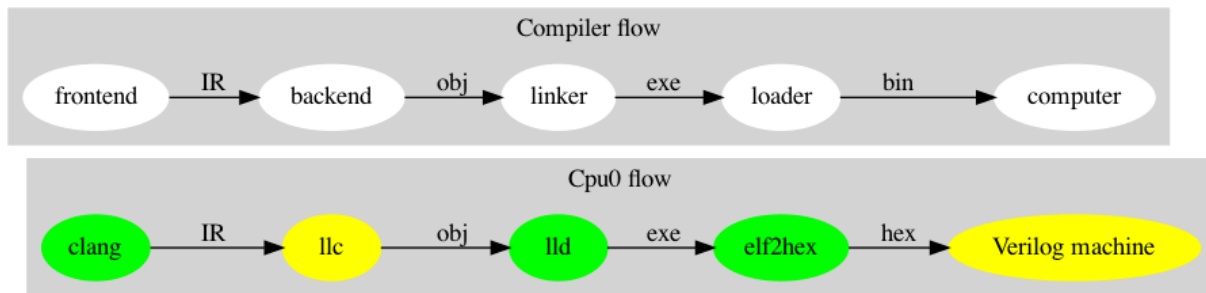 Compiler flow
frontend IR backend obj linker exe loader bin computer
Cpu0 flow
clang IR llc obj lld exe elf2hex hex Verilog machine